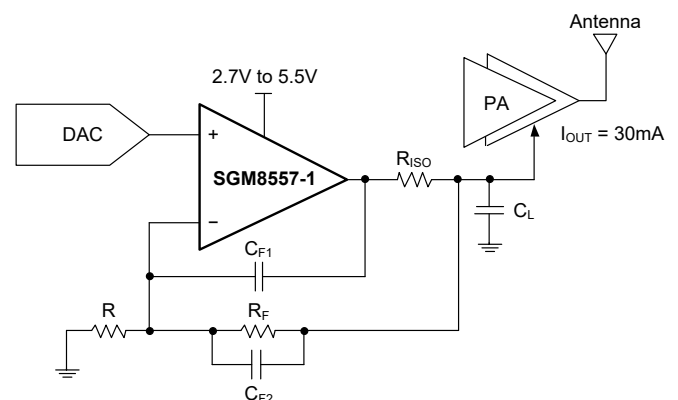 Antenna
2.7V to 5.5V
DAC
PA
+
SGM8557-1
I_OUT = 30mA
R_ISO
−
C_L
C_F1
R
R_F
C_F2